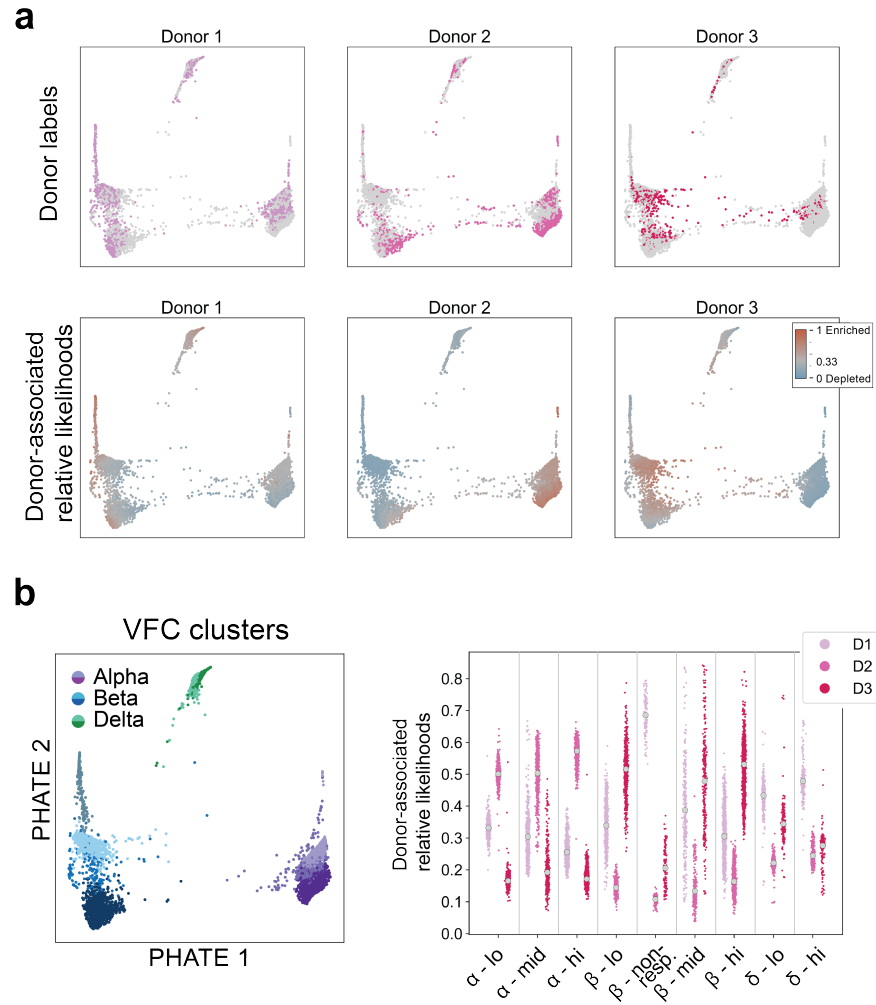 a
Donor 1
Donor 2
Donor 3
Donor labels
Donor 1
Donor 2
Donor 3
Donor-associated
relative likelihoods
1 Enriched
0.33
0 Depleted
b
VFC clusters
Alpha
Beta
Delta
PHATE 2
PHATE 1
D1
D2
D3
Donor-associated
relative likelihoods
0.8
0.7
0.6
0.5
0.4
0.3
0.2
0.1
0.0
α - lo
α - mid
α - hi
β - lo
β - non-
resp.
β - mid
β - hi
δ - lo
δ - hi